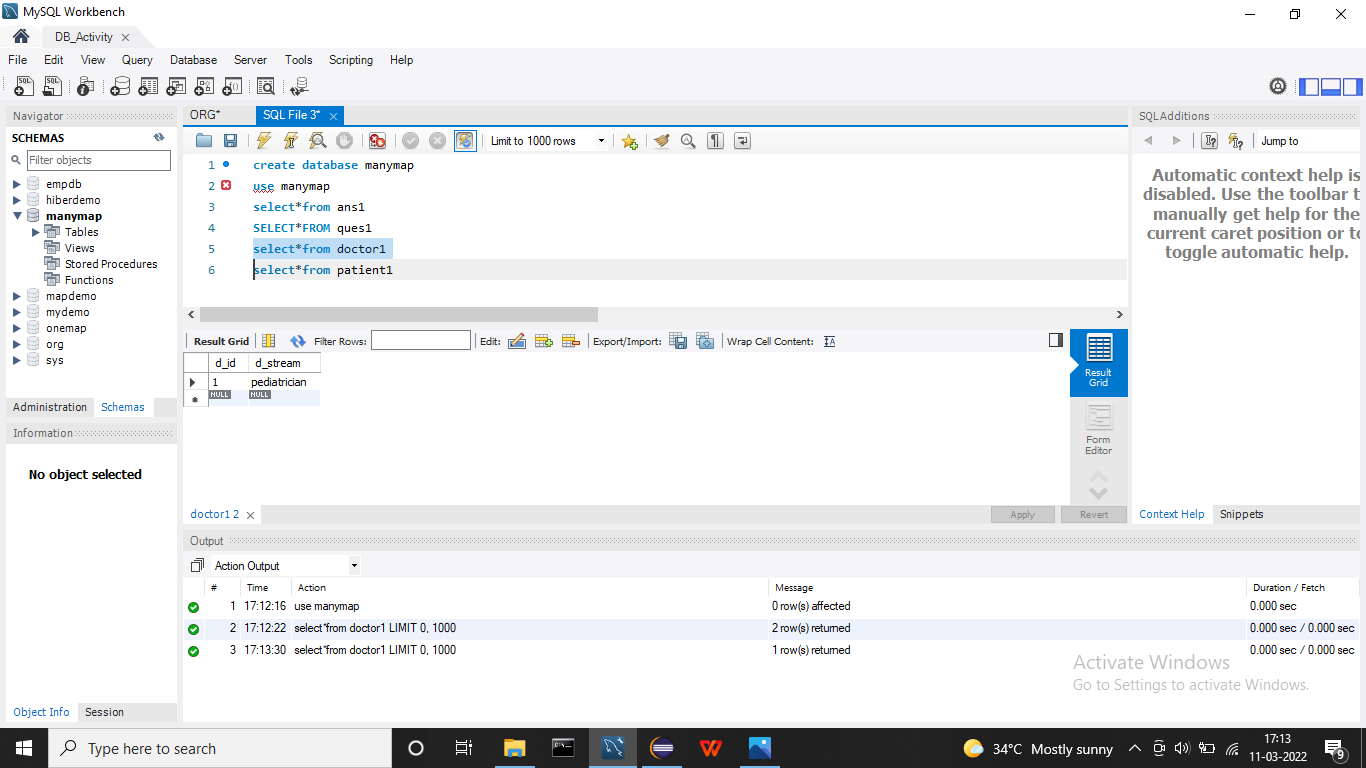 MySQL Workbench
DB_Activity
File Edit View Query Database Server Tools Scripting Help
Navigator
SCHEMAS
Filter objects
empdb
hiberdemo
manymap
Tables
Views
Stored Procedures
Functions
mapdemo
mydemo
onemap
org
sys
Administration Schemas
Information
No object selected
Object Info Session
ORG* SQL File 3*
Limit to 1000 rows
1 create database manymap
2 use manymap
3 select*from ans1
4 SELECT*FROM ques1
5 select*from doctor1
6 select*from patient1
Result Grid Filter Rows: Edit: Export/Import: Wrap Cell Content:
d_id d_stream
1 pediatrician
NULL NULL
Result Grid
Form Editor
doctor1 2 Apply Revert
SQLAdditions
Jump to
Automatic context help is
disabled. Use the toolbar t
manually get help for the
current caret position or to
toggle automatic help.
Context Help Snippets
Output
Action Output
# Time Action Message Duration / Fetch
1 17:12:16 use manymap 0 row(s) affected 0.000 sec
2 17:12:22 select*from doctor1 LIMIT 0, 1000 2 row(s) returned 0.000 sec / 0.000 sec
3 17:13:30 select*from doctor1 LIMIT 0, 1000 1 row(s) returned 0.000 sec / 0.000 sec
Activate Windows
Go to Settings to activate Windows.
Type here to search
34°C Mostly sunny
17:13
11-03-2022
9